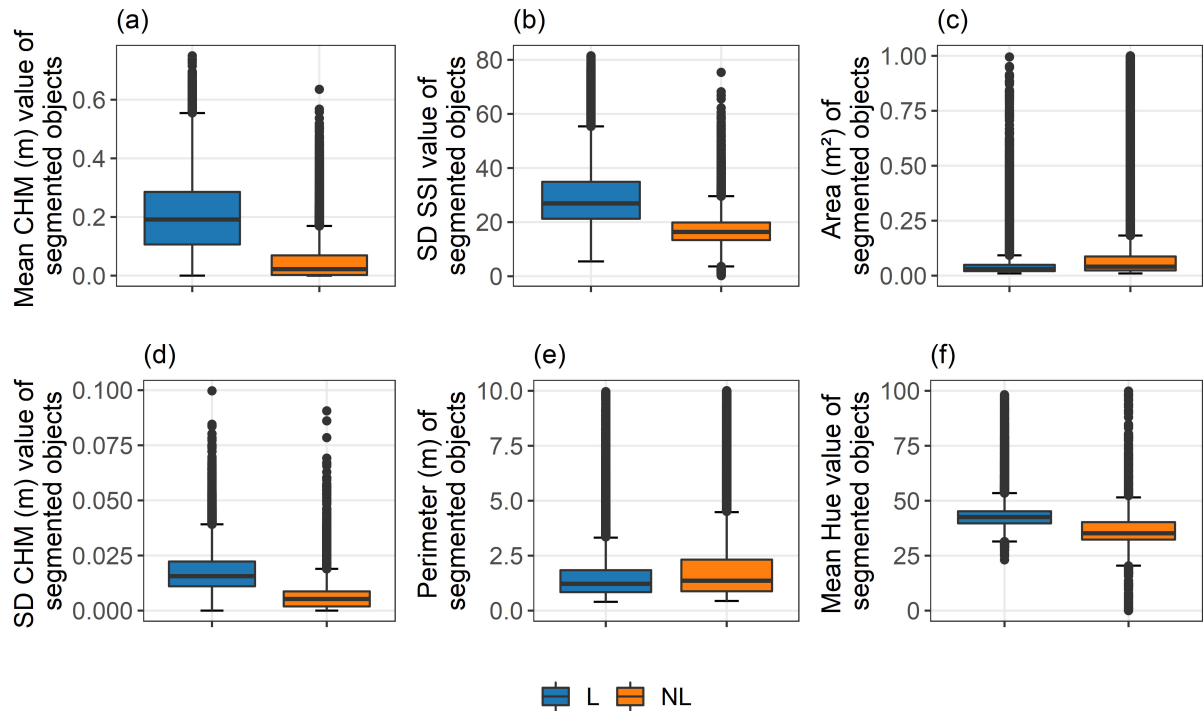 (a)
Mean CHM (m) value of
segmented objects
0.6
0.4
0.2
0.0
(b)
SD SSI value of
segmented objects
80
60
40
20
0
(c)
Area (m²) of
segmented objects
1.00
0.75
0.50
0.25
0.00
(d)
SD CHM (m) value of
segmented objects
0.100
0.075
0.050
0.025
0.000
(e)
Perimeter (m) of
segmented objects
10.0
7.5
5.0
2.5
0.0
(f)
Mean Hue value of
segmented objects
100
75
50
25
0
L NL